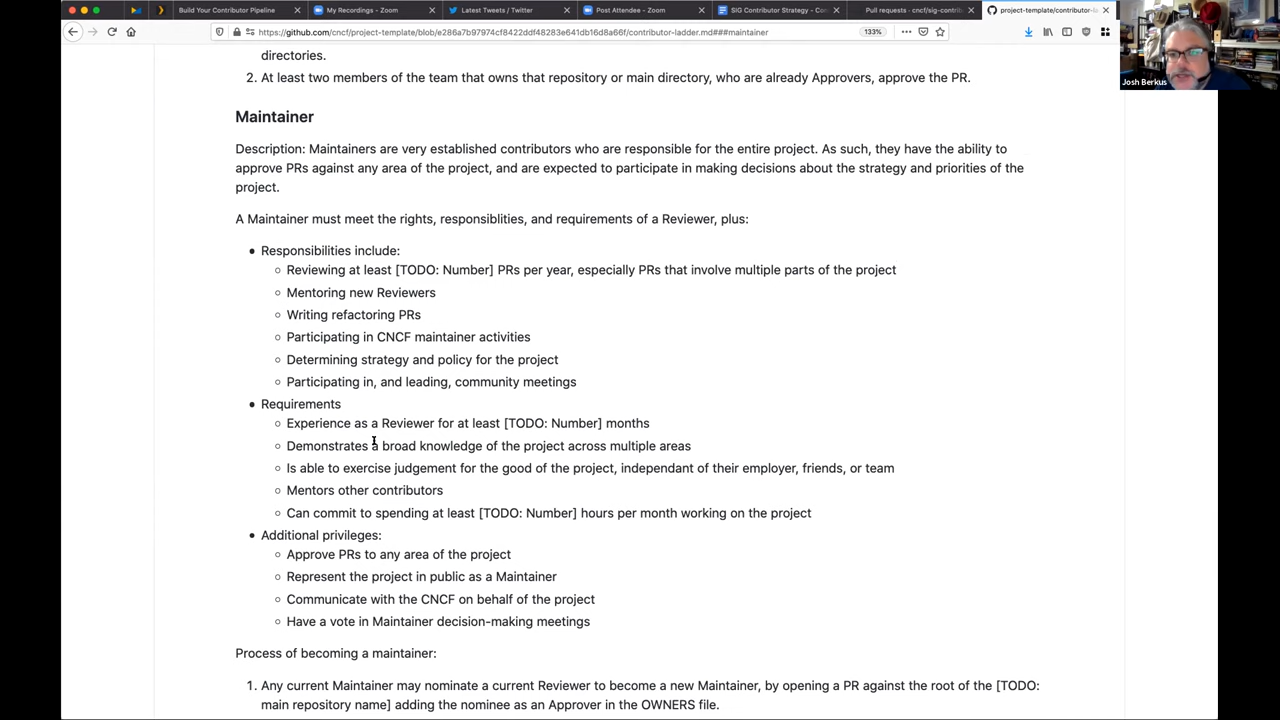 Build Your Contributor Pipeline
My Recordings - Zoom
Latest Tweets / Twitter
Post Attendee - Zoom
SIG Contributor Strategy - Con
Pull requests · cncf/sig-contrib
project-template/contributor-la
https://github.com/cncf/project-template/blob/e286a7b97974cf8422ddf48283e641db16d8a66f/contributor-ladder.md###maintainer
133%
Josh Berkus
directories.
2. At least two members of the team that owns that repository or main directory, who are already Approvers, approve the PR.
Maintainer
Description: Maintainers are very established contributors who are responsible for the entire project. As such, they have the ability to
approve PRs against any area of the project, and are expected to participate in making decisions about the strategy and priorities of the
project.
A Maintainer must meet the rights, responsiblities, and requirements of a Reviewer, plus:
• Responsibilities include:
○ Reviewing at least [TODO: Number] PRs per year, especially PRs that involve multiple parts of the project
○ Mentoring new Reviewers
○ Writing refactoring PRs
○ Participating in CNCF maintainer activities
○ Determining strategy and policy for the project
○ Participating in, and leading, community meetings
• Requirements
○ Experience as a Reviewer for at least [TODO: Number] months
○ Demonstrates a broad knowledge of the project across multiple areas
○ Is able to exercise judgement for the good of the project, independant of their employer, friends, or team
○ Mentors other contributors
○ Can commit to spending at least [TODO: Number] hours per month working on the project
• Additional privileges:
○ Approve PRs to any area of the project
○ Represent the project in public as a Maintainer
○ Communicate with the CNCF on behalf of the project
○ Have a vote in Maintainer decision-making meetings
Process of becoming a maintainer:
1. Any current Maintainer may nominate a current Reviewer to become a new Maintainer, by opening a PR against the root of the [TODO:
main repository name] adding the nominee as an Approver in the OWNERS file.